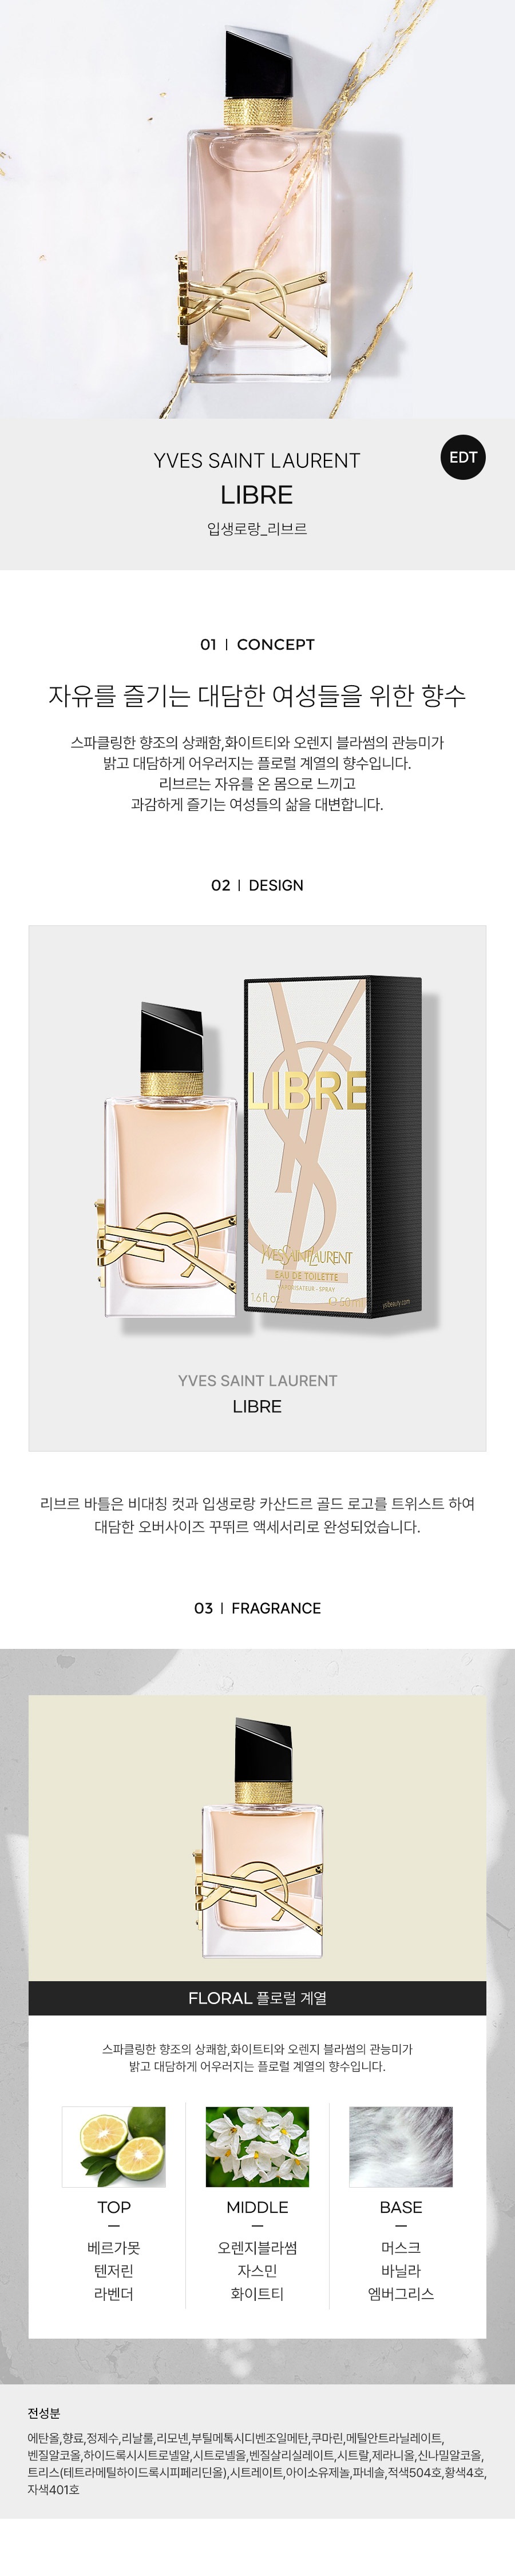 YVES SAINT LAURENT
EDT
LIBRE
입생로랑_리브르
01 | CONCEPT
자유를 즐기는 대담한 여성들을 위한 향수
스파클링한 향조의 상쾌함,화이트티와 오렌지 블라썸의 관능미가
밝고 대담하게 어우러지는 플로럴 계열의 향수입니다.
리브르는 자유를 온 몸으로 느끼고
과감하게 즐기는 여성들의 삶을 대변합니다.
02 | DESIGN
LIBRE
YVESSAINTLAURENT
EAU DE TOILETTE
VAPORISATEUR - SPRAY
1.6 fl.oz. ℮ 50 ml
yslbeauty.com
YVES SAINT LAURENT
LIBRE
리브르 바틀은 비대칭 컷과 입생로랑 카산드르 골드 로고를 트위스트 하여
대담한 오버사이즈 꾸뛰르 액세서리로 완성되었습니다.
03 | FRAGRANCE
FLORAL 플로럴 계열
스파클링한 향조의 상쾌함,화이트티와 오렌지 블라썸의 관능미가
밝고 대담하게 어우러지는 플로럴 계열의 향수입니다.
TOP
베르가못
텐저린
라벤더
MIDDLE
오렌지블라썸
자스민
화이트티
BASE
머스크
바닐라
엠버그리스
전성분
에탄올,향료,정제수,리날룰,리모넨,부틸메톡시디벤조일메탄,쿠마린,메틸안트라닐레이트,
벤질알코올,하이드록시시트로넬알,시트로넬올,벤질살리실레이트,시트랄,제라니올,신나밀알코올,
트리스(테트라메틸하이드록시피페리딘올),시트레이트,아이소유제놀,파네솔,적색504호,황색4호,
자색401호